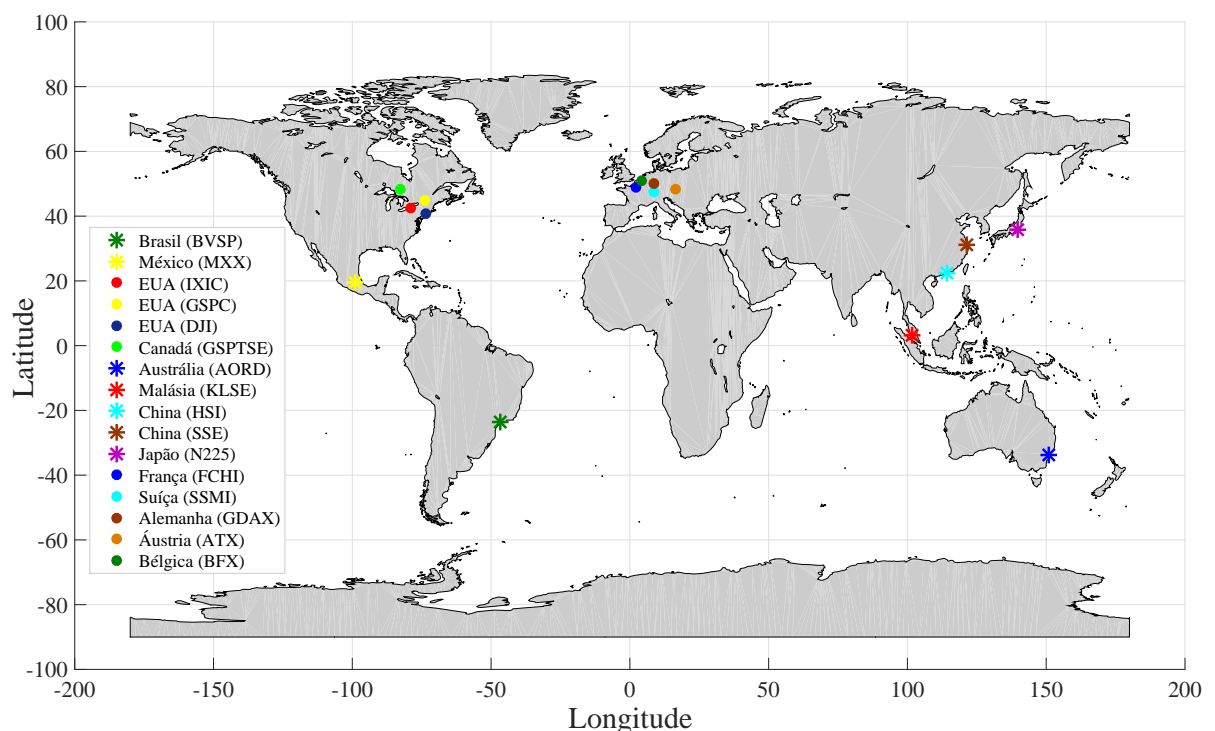 100
80
60
40
20
0
-20
-40
-60
-80
-100
Latitude
Brasil (BVSP)
México (MXX)
EUA (IXIC)
EUA (GSPC)
EUA (DJI)
Canadá (GSPTSE)
Austrália (AORD)
Malásia (KLSE)
China (HSI)
China (SSE)
Japão (N225)
França (FCHI)
Suíça (SSMI)
Alemanha (GDAX)
Áustria (ATX)
Bélgica (BFX)
-200 -150 -100 -50 0 50 100 150 200
Longitude